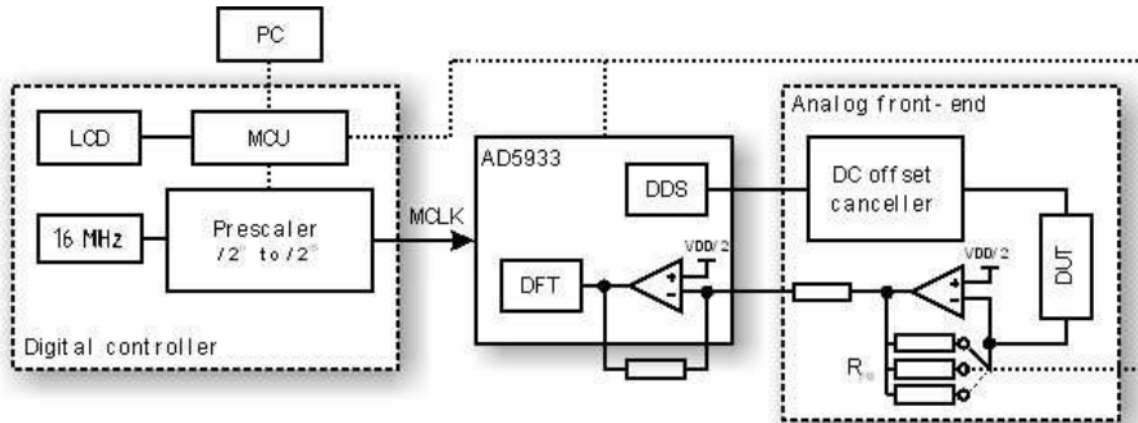 PC
LCD
MCU
16 MHz
Prescaler
to
Digital controller
MCLK
AD5933
DDS
DFT
VDD/2
+
-
Analog front-end
DC offset
canceller
DUT
VDD/2
+
-
R